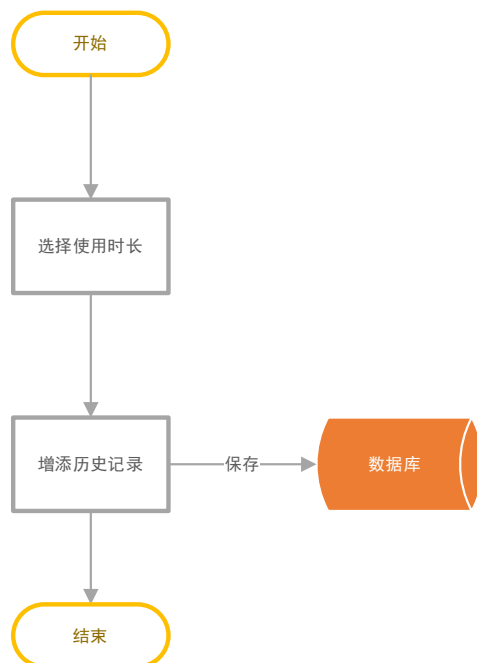 开始
选择使用时长
增添历史记录
保存
数据库
结束